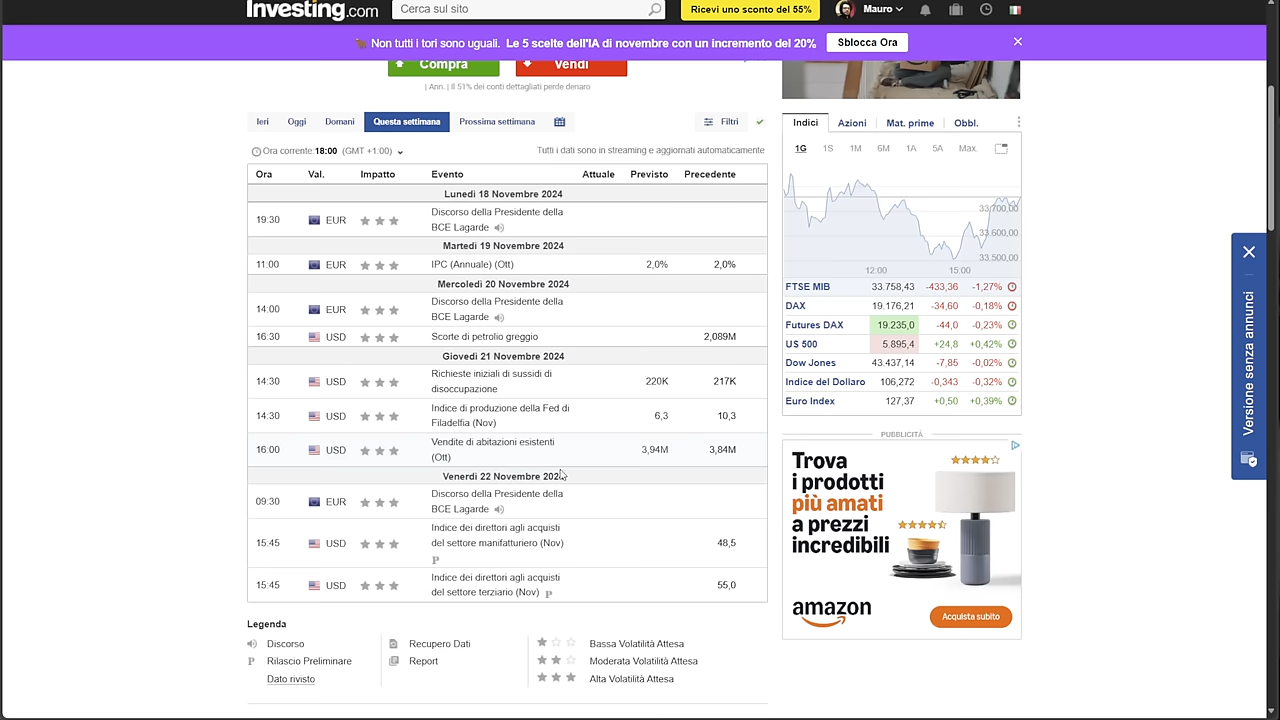 Investing.com
Cerca sul sito
Ricevi uno sconto del 55%
Mauro
Non tutti i tori sono uguali. Le 5 scelte dell'IA di novembre con un incremento del 20%
Sblocca Ora
Compra
Vendi
| Ann. | Il 51% dei conti dettagliati perde denaro
Ieri Oggi Domani Questa settimana Prossima settimana Filtri
Ora corrente 18:00 (GMT +1:00)
Tutti i dati sono in streaming e aggiornati automaticamente
Ora Val. Impatto Evento Attuale Previsto Precedente
Lunedì 18 Novembre 2024
19:30 EUR Discorso della Presidente della
BCE Lagarde
Martedì 19 Novembre 2024
11:00 EUR IPC (Annuale) (Ott) 2,0% 2,0%
Mercoledì 20 Novembre 2024
14:00 EUR Discorso della Presidente della
BCE Lagarde
16:30 USD Scorte di petrolio greggio 2,089M
Giovedì 21 Novembre 2024
14:30 USD Richieste iniziali di sussidi di
disoccupazione 220K 217K
14:30 USD Indice di produzione della Fed di
Filadelfia (Nov) 6,3 10,3
16:00 USD Vendite di abitazioni esistenti
(Ott) 3,94M 3,84M
Venerdì 22 Novembre 2024
09:30 EUR Discorso della Presidente della
BCE Lagarde
15:45 USD Indice dei direttori agli acquisti
del settore manifatturiero (Nov) 48,5
P
15:45 USD Indice dei direttori agli acquisti
del settore terziario (Nov) P 55,0
Legenda
Discorso
P Rilascio Preliminare
Dato rivisto
Recupero Dati
Report
Bassa Volatilità Attesa
Moderata Volatilità Attesa
Alta Volatilità Attesa
Indici Azioni Mat. prime Obbl.
1G 1S 1M 6M 1A 5A Max.
33.700,00
33.600,00
33.500,00
12:00 15:00
FTSE MIB 33.758,43 -433,36 -1,27%
DAX 19.176,21 -34,60 -0,18%
Futures DAX 19.235,0 -44,0 -0,23%
US 500 5.895,4 +24,8 +0,42%
Dow Jones 43.437,14 -7,85 -0,02%
Indice del Dollaro 106,272 -0,343 -0,32%
Euro Index 127,37 +0,50 +0,39%
PUBBLICITÀ
Trova
i prodotti
più amati
a prezzi
incredibili
amazon
Acquista subito
Versione senza annunci